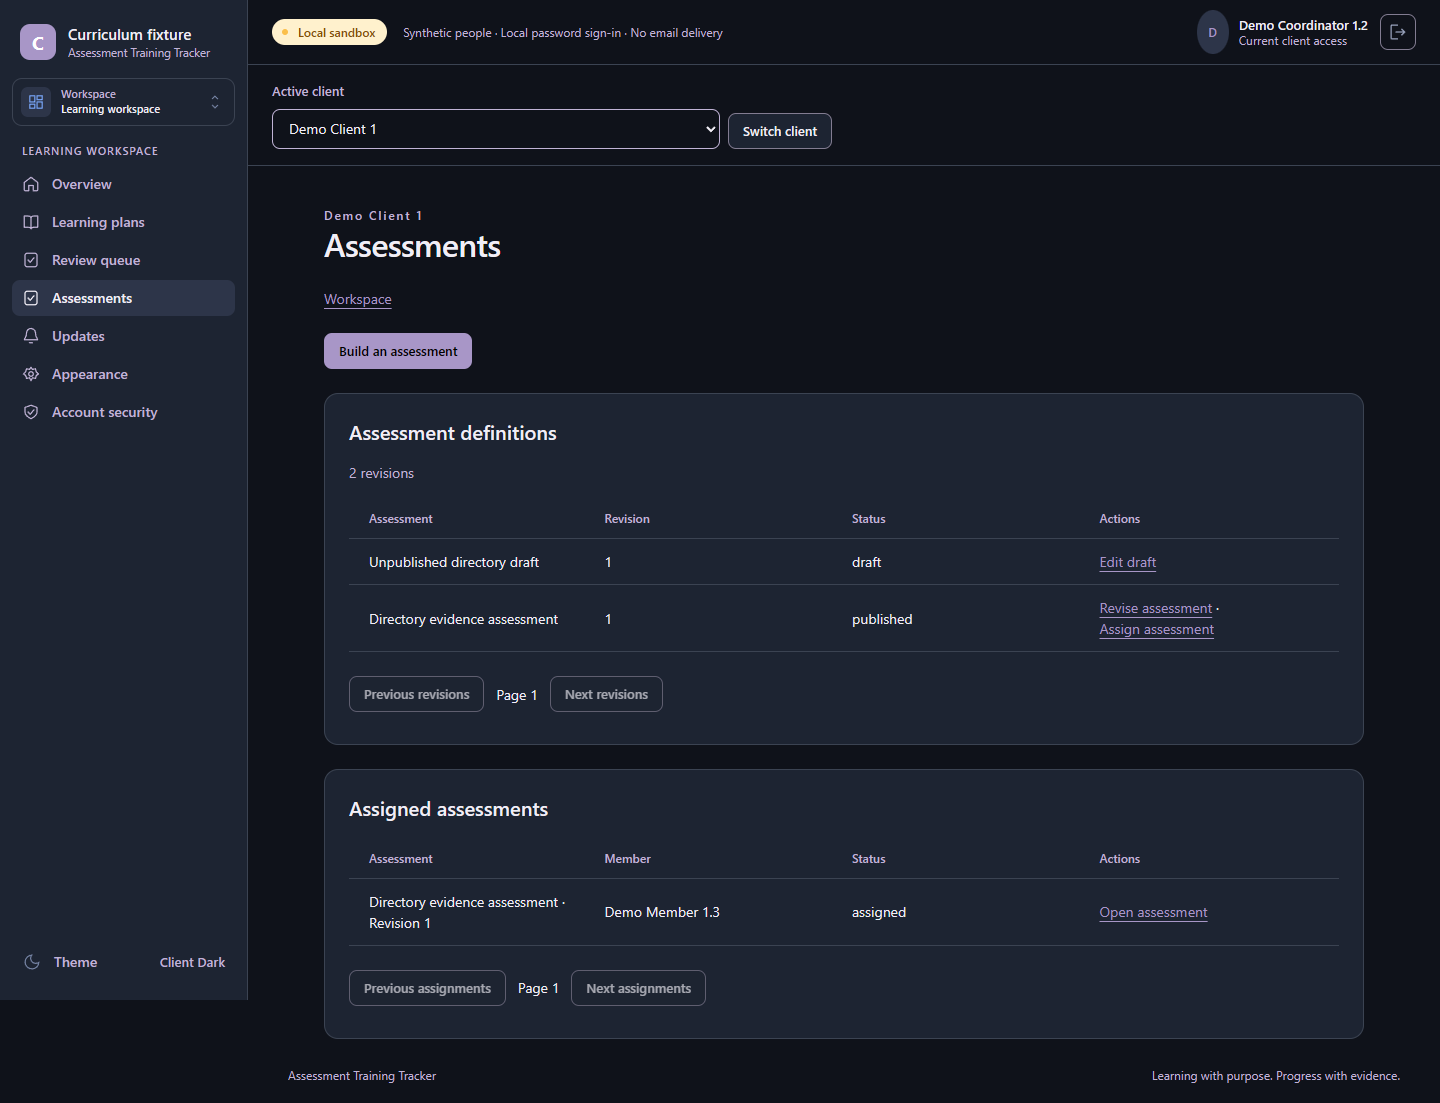 C
Curriculum fixture
Assessment Training Tracker
Workspace
Learning workspace
LEARNING WORKSPACE
Overview
Learning plans
Review queue
Assessments
Updates
Appearance
Account security
Theme Client Dark
Local sandbox Synthetic people · Local password sign-in · No email delivery
D
Demo Coordinator 1.2
Current client access
Active client
Demo Client 1 Switch client
Demo Client 1
Assessments
Workspace
Build an assessment
Assessment definitions
2 revisions
Assessment Revision Status Actions
Unpublished directory draft 1 draft Edit draft
Directory evidence assessment 1 published Revise assessment ·
Assign assessment
Previous revisions Page 1 Next revisions
Assigned assessments
Assessment Member Status Actions
Directory evidence assessment ·
Revision 1 Demo Member 1.3 assigned Open assessment
Previous assignments Page 1 Next assignments
Assessment Training Tracker Learning with purpose. Progress with evidence.